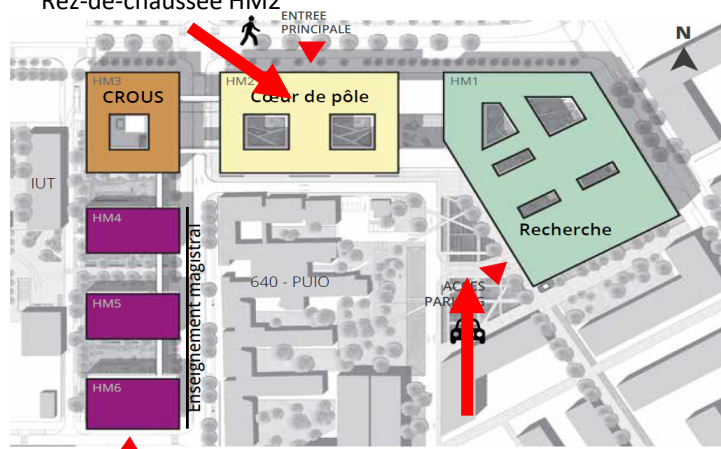 Rez-de-chaussée HM2
ENTREE
PRINCIPALE
N
HM3
CROUS
HM2
Cœur de pôle
HM1
IUT
HM4
Recherche
Enseignement magistral
640 - PUIO
ACCES
PARKING
HM5
HM6